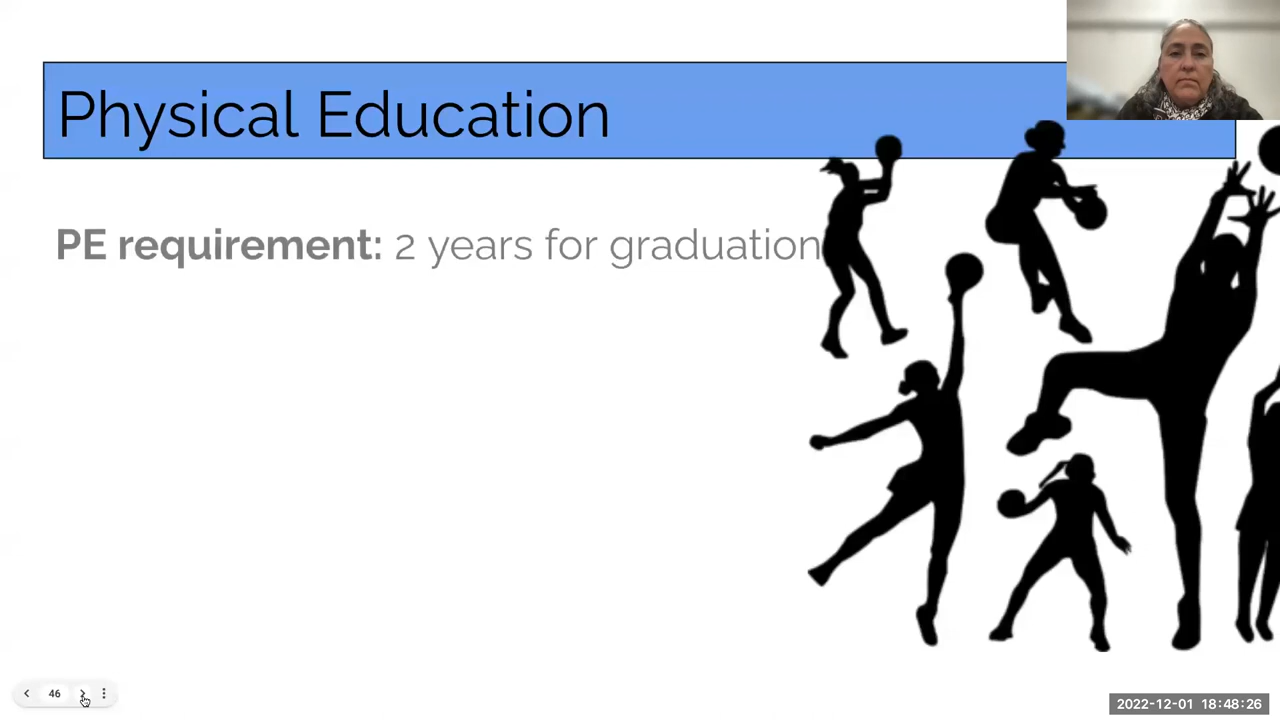 Physical Education
PE requirement: 2 years for graduation
46
2022-12-01 18:48:26